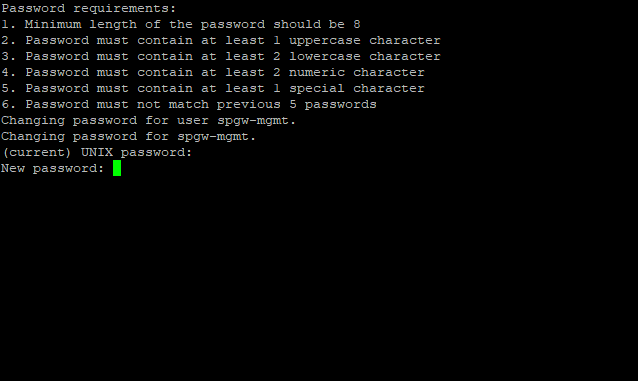 Password requirements:
1. Minimum length of the password should be 8
2. Password must contain at least 1 uppercase character
3. Password must contain at least 2 lowercase character
4. Password must contain at least 2 numeric character
5. Password must contain at least 1 special character
6. Password must not match previous 5 passwords
Changing password for user spgw-mgmt.
Changing password for spgw-mgmt.
(current) UNIX password:
New password: